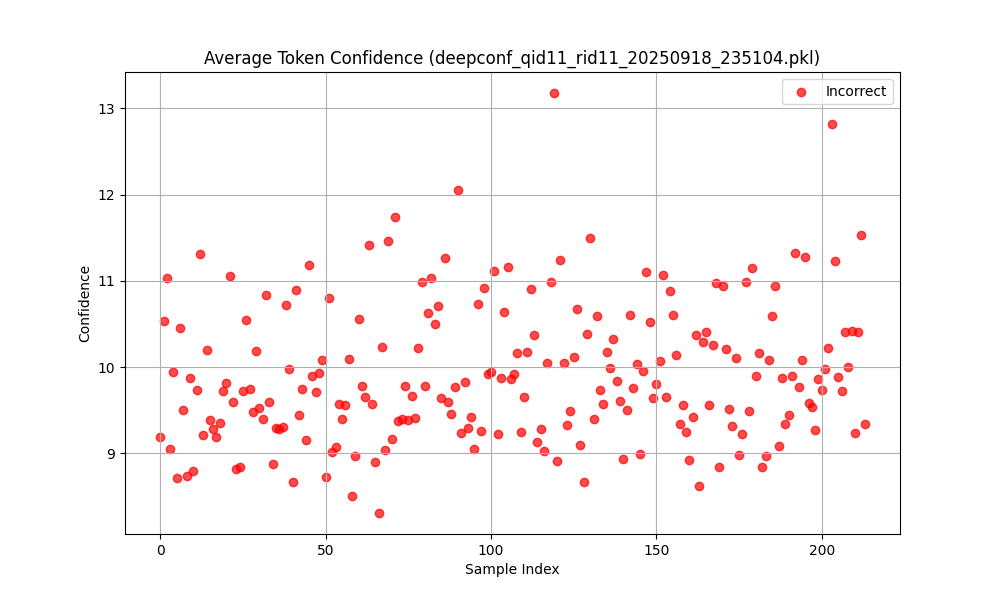 Average Token Confidence (deepconf_qid11_rid11_20250918_235104.pkl)
Incorrect
13
12
11
10
9
Confidence
0 50 100 150 200
Sample Index